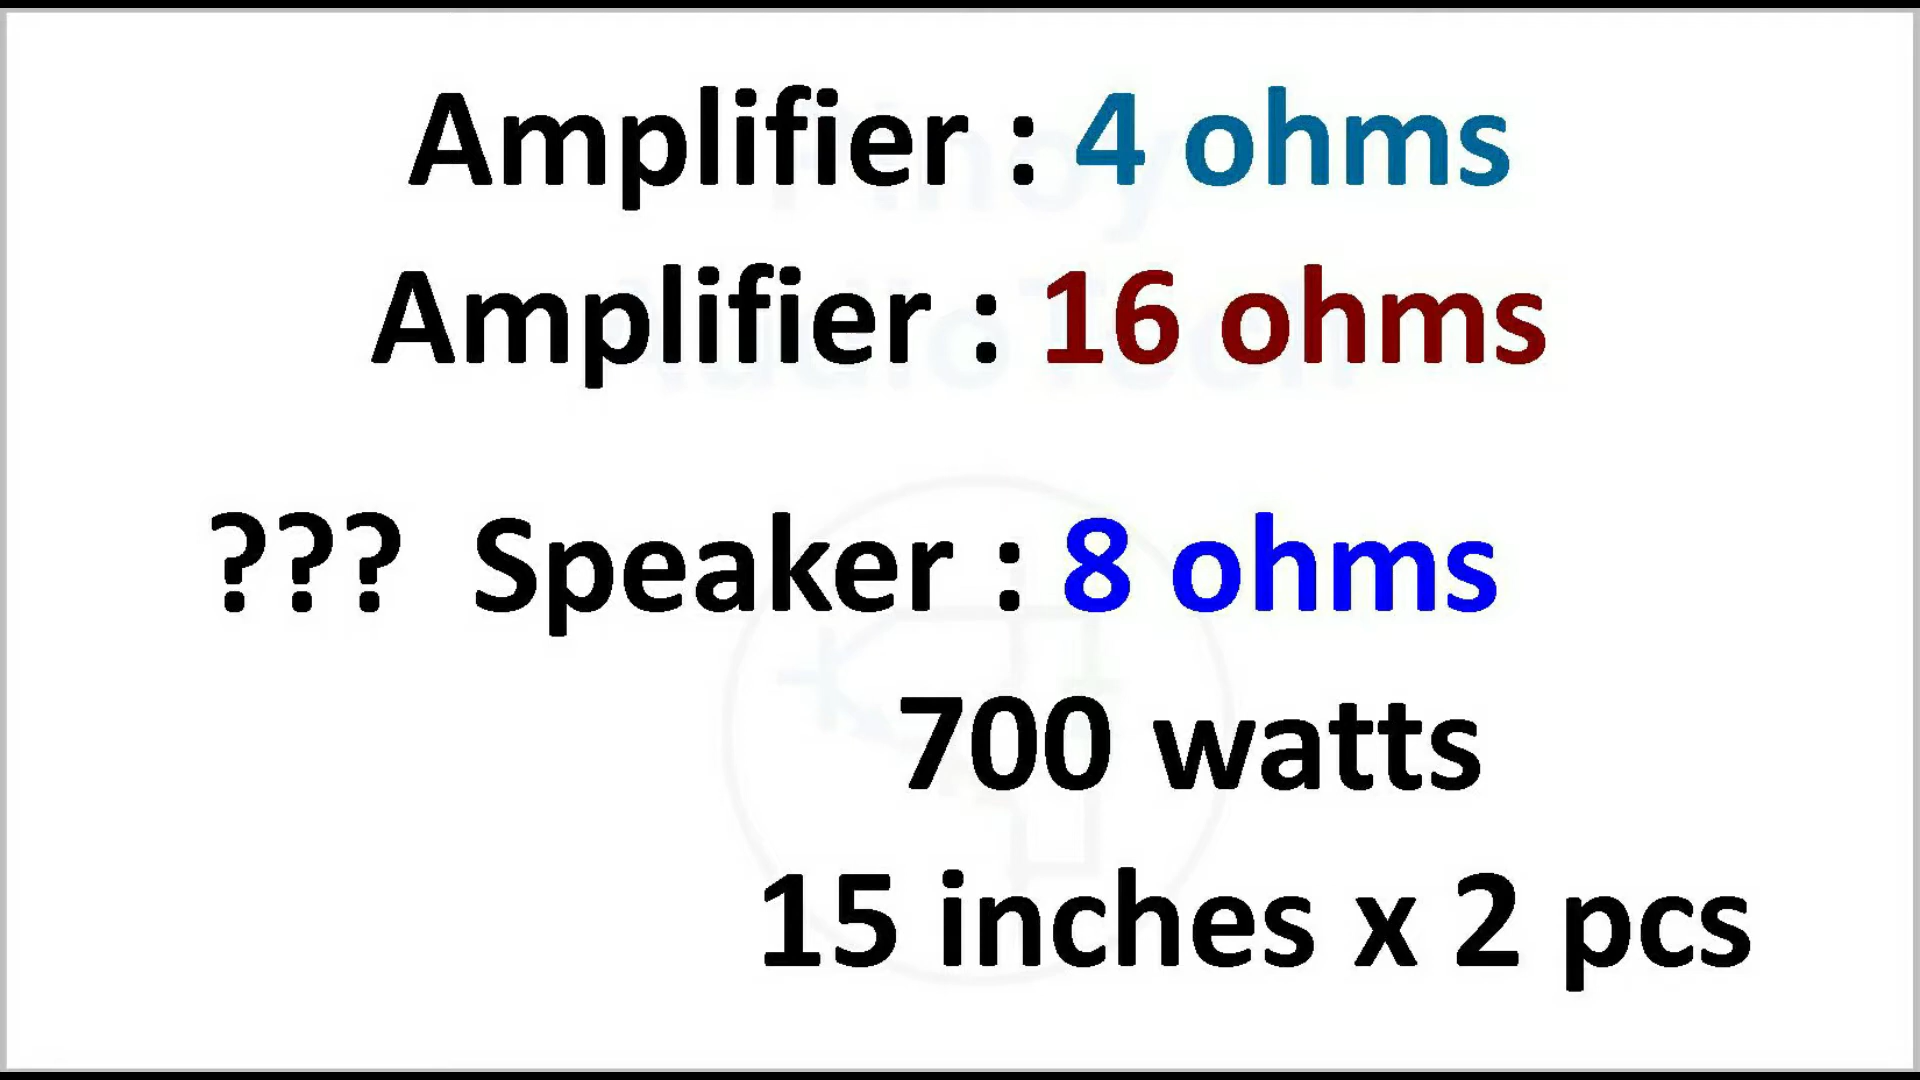 Amplifier : 4 ohms
Amplifier : 16 ohms
??? Speaker : 8 ohms
700 watts
15 inches x 2 pcs